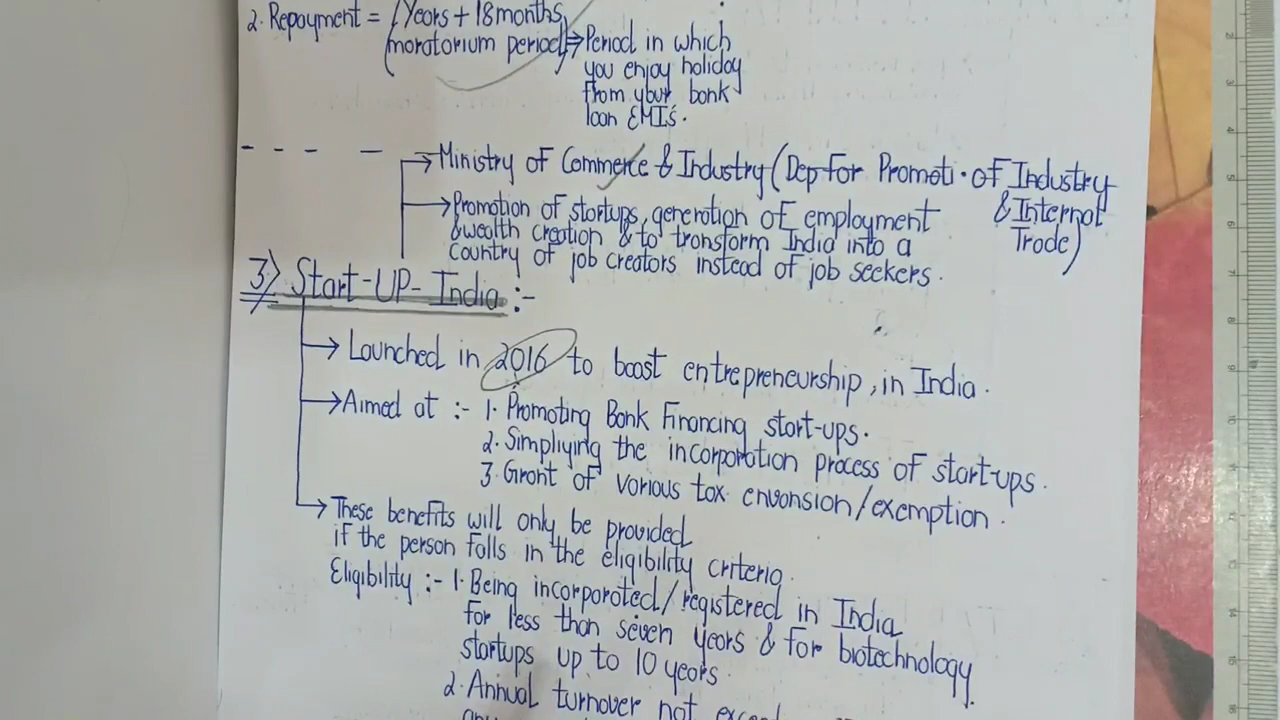 2. Repayment = (7 years + 18 months,
moratorium period) ⇒ Period in which
you enjoy holiday
from your bank
loan EMI's.
→ Ministry of Commerce & Industry (Dep for Promoti. of Industry
& Internal
Trade)
→ Promotion of startups, generation of employment
& wealth creation & to transform India into a
country of job creators instead of job seekers.
3) Start-UP-India :-
→ Launched in 2016 to boost entrepreneurship, in India.
→ Aimed at :- 1. Promoting Bank Financing start-ups.
2. Simpliying the incorporation process of start-ups.
3. Grant of various tax envansion/exemption.
→ These benefits will only be provided
if the person falls in the eligibility criteria.
Eligibility :- 1. Being incorporated/registered in India
for less than seven years & for biotechnology
startups up to 10 years.
2. Annual turnover not